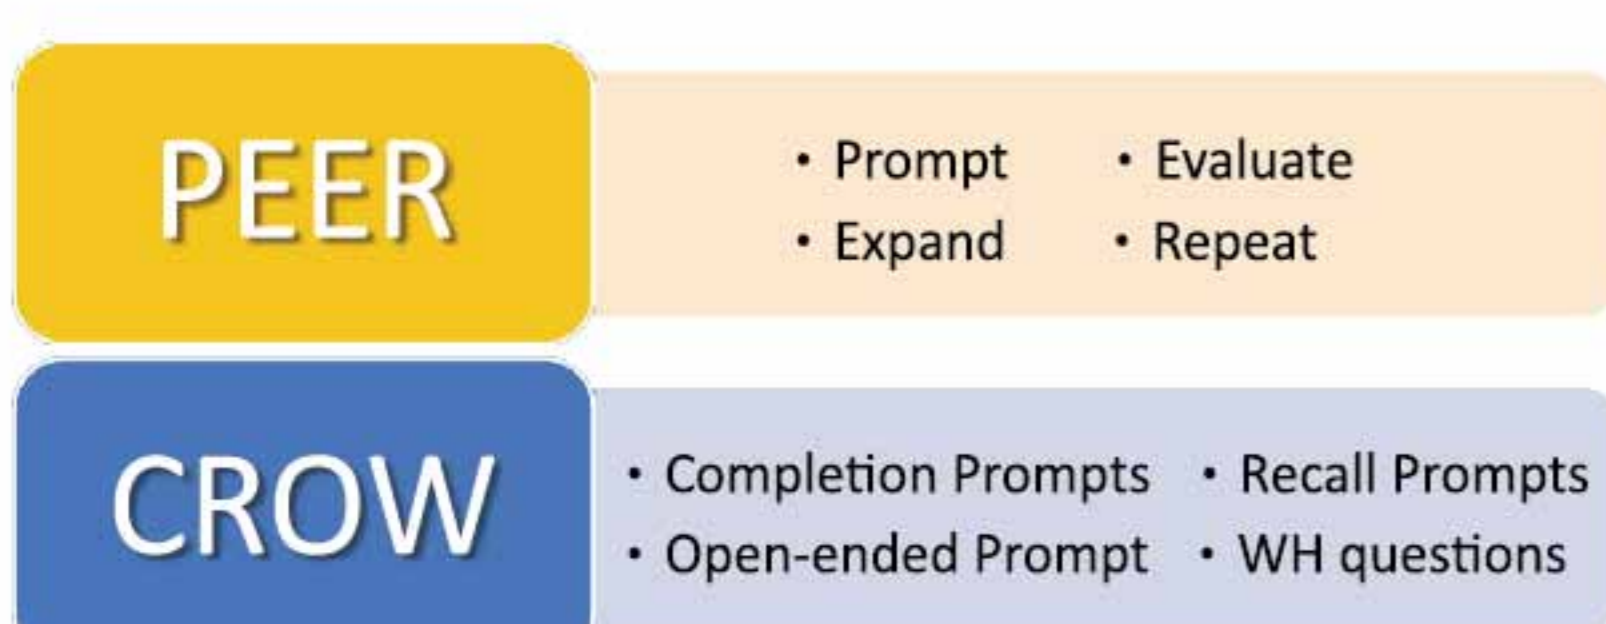 PEER
• Prompt • Evaluate
• Expand • Repeat
CROW
• Completion Prompts • Recall Prompts
• Open-ended Prompt • WH questions